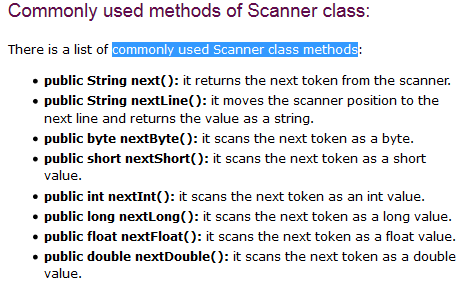 Commonly used methods of Scanner class:
There is a list of commonly used Scanner class methods:
• public String next(): it returns the next token from the scanner.
• public String nextLine(): it moves the scanner position to the
next line and returns the value as a string.
• public byte nextByte(): it scans the next token as a byte.
• public short nextShort(): it scans the next token as a short
value.
• public int nextInt(): it scans the next token as an int value.
• public long nextLong(): it scans the next token as a long value.
• public float nextFloat(): it scans the next token as a float value.
• public double nextDouble(): it scans the next token as a double
value.